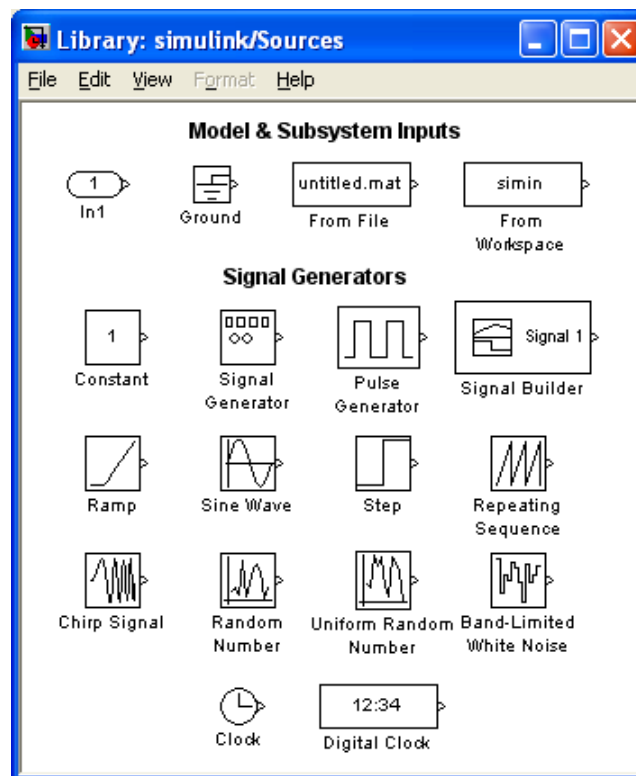 Library: simulink/Sources
File Edit View Format Help
Model & Subsystem Inputs
1
In1
Ground
untitled.mat
From File
simin
From
Workspace
Signal Generators
1
Constant
Signal
Generator
Pulse
Generator
Signal 1
Signal Builder
Ramp
Sine Wave
Step
Repeating
Sequence
Chirp Signal
Random
Number
Uniform Random
Number
Band-Limited
White Noise
Clock
12:34
Digital Clock